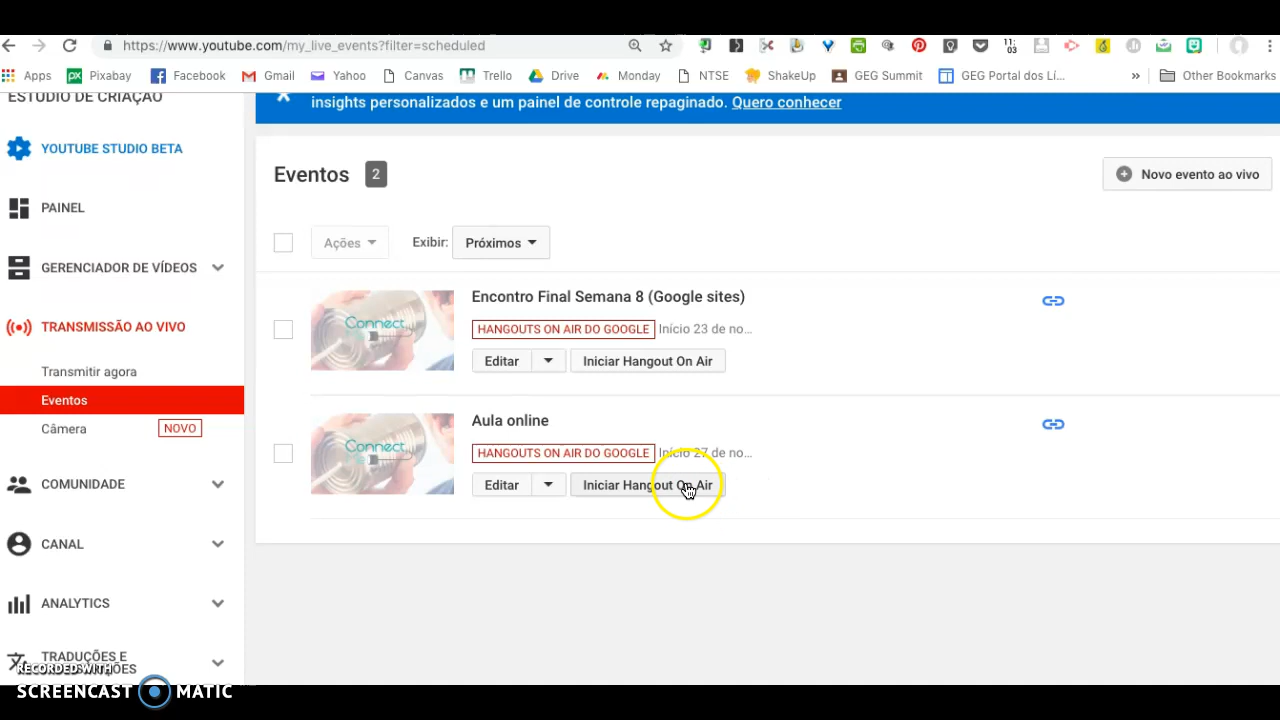 https://www.youtube.com/my_live_events?filter=scheduled
11:
03
Apps Pixabay Facebook Gmail Yahoo Canvas Trello Drive Monday NTSE ShakeUp GEG Summit GEG Portal dos Lí... » Other Bookmarks
ESTÚDIO DE CRIAÇÃO
insights personalizados e um painel de controle repaginado. Quero conhecer
YOUTUBE STUDIO BETA
Eventos 2
Novo evento ao vivo
PAINEL
Ações
Exibir: Próximos
GERENCIADOR DE VÍDEOS
Connect
Encontro Final Semana 8 (Google sites)
HANGOUTS ON AIR DO GOOGLE Início 23 de no...
Editar Iniciar Hangout On Air
TRANSMISSÃO AO VIVO
Transmitir agora
Eventos
Câmera NOVO
Connect
Aula online
HANGOUTS ON AIR DO GOOGLE Início 27 de no...
Editar Iniciar Hangout On Air
COMUNIDADE
CANAL
ANALYTICS
TRADUÇÕES E
RECORDED WITH
SCREENCAST MATIC